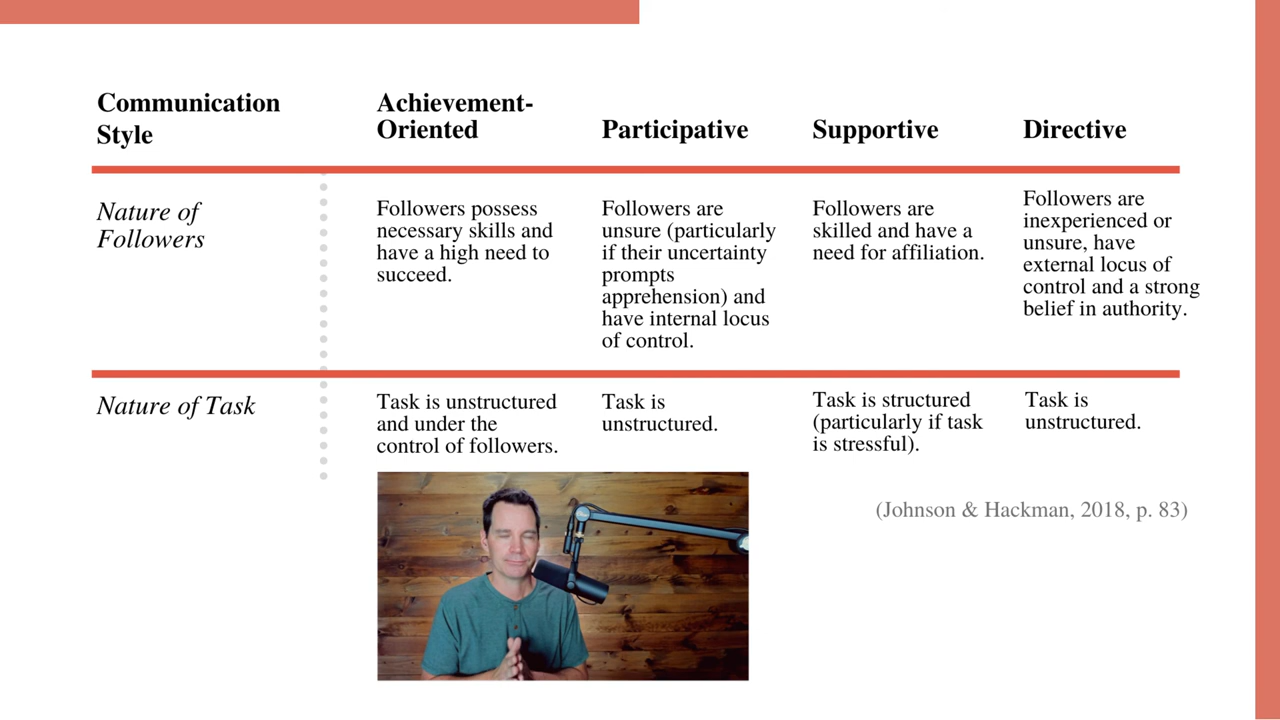 Communication
Style
Achievement-
Oriented
Participative
Supportive
Directive
Nature of
Followers
Followers possess
necessary skills and
have a high need to
succeed.
Followers are
unsure (particularly
if their uncertainty
prompts
apprehension) and
have internal locus
of control.
Followers are
skilled and have a
need for affiliation.
Followers are
inexperienced or
unsure, have
external locus of
control and a strong
belief in authority.
Nature of Task
Task is unstructured
and under the
control of followers.
Task is
unstructured.
Task is structured
(particularly if task
is stressful).
Task is
unstructured.
(Johnson & Hackman, 2018, p. 83)